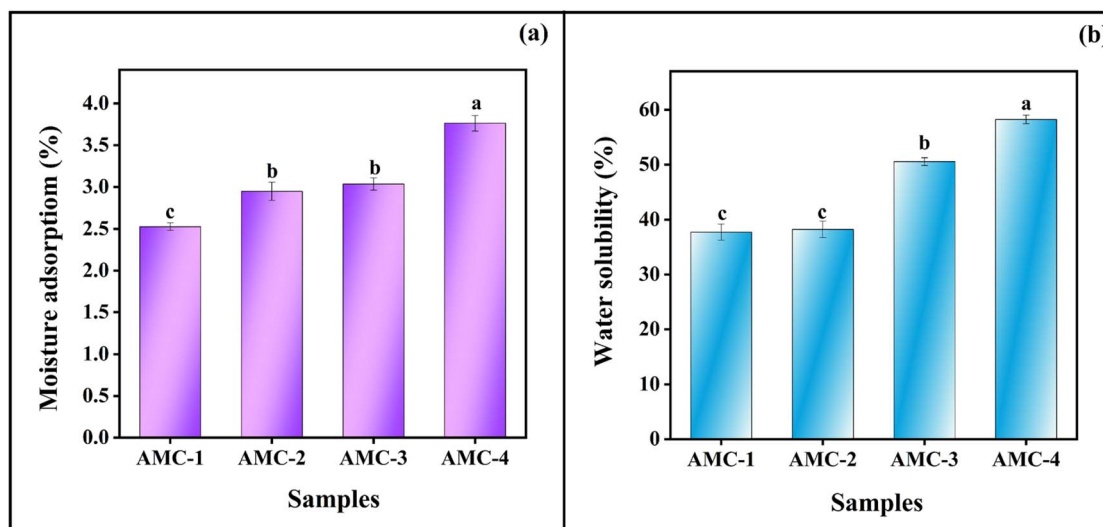 (a)
Moisture adsorptiom (%)
4.0
3.5
3.0
2.5
2.0
1.5
1.0
0.5
0.0
c
b
b
a
AMC-1 AMC-2 AMC-3 AMC-4
Samples
(b)
Water solubility (%)
60
50
40
30
20
10
0
c
c
b
a
AMC-1 AMC-2 AMC-3 AMC-4
Samples